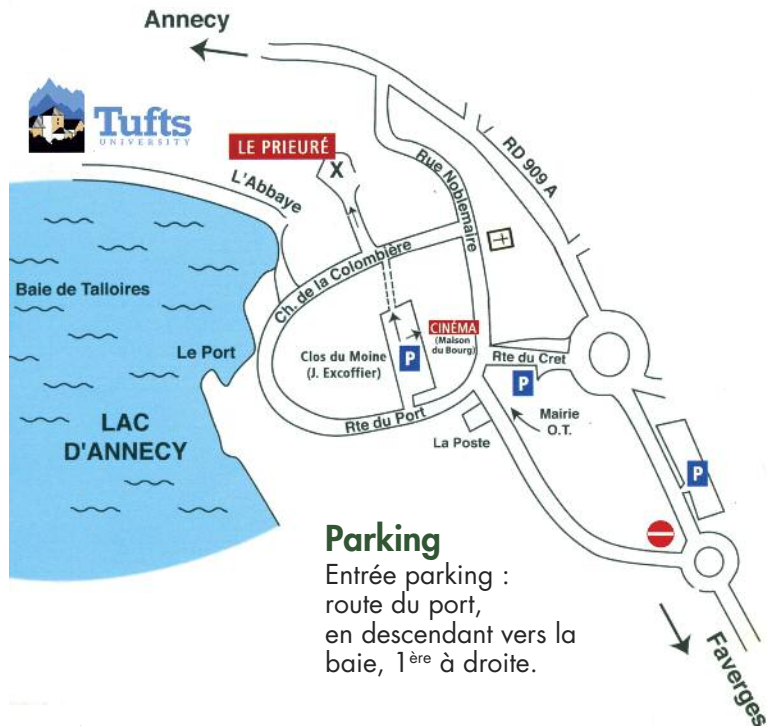 Annecy
Tufts
UNIVERSITY
LE PRIEURÉ
X
L'Abbaye
Rue Noblemaire
RD 909 A
Ch. de la Colombière
Baie de Talloires
Le Port
CINÉMA
(Maison
du Bourg)
Clos du Moine
(J. Excoffier)
P
Rte du Cret
P
Rte du Port
Mairie
O.T.
La Poste
LAC
D'ANNECY
P
Parking
Entrée parking :
route du port,
en descendant vers la
baie, 1ère à droite.
Faverges